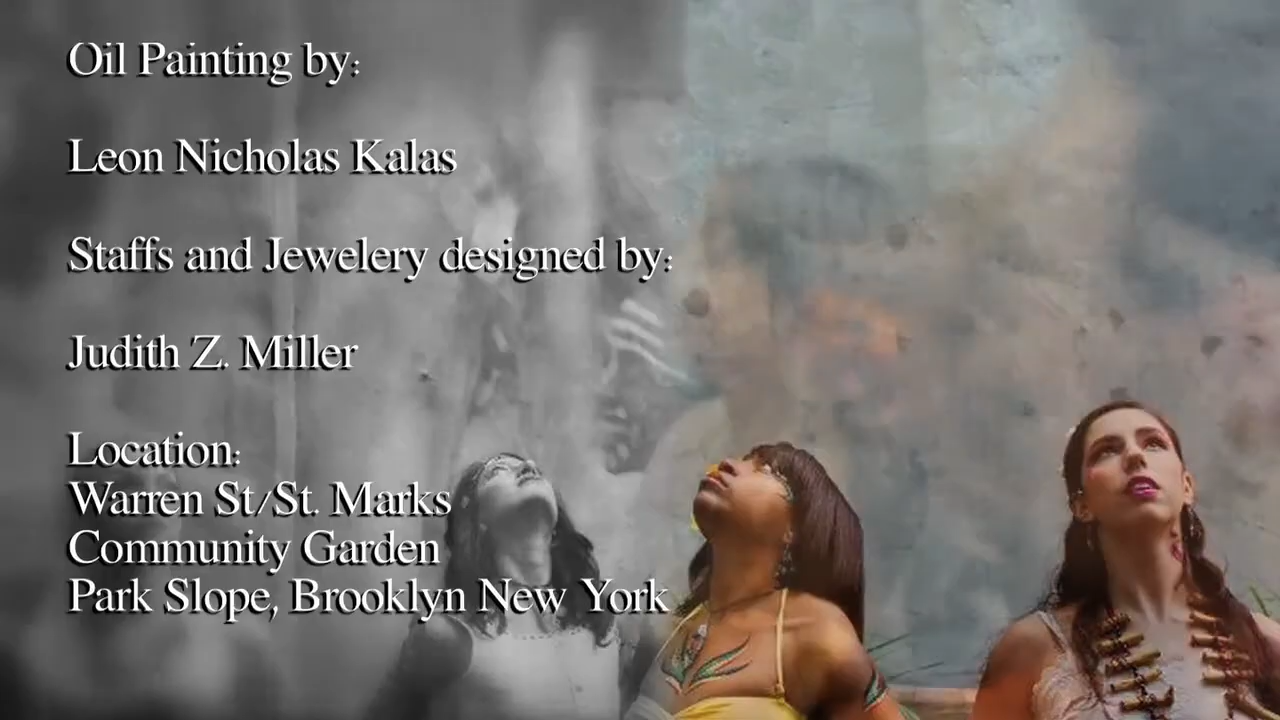 Oil Painting by:
Leon Nicholas Kalas
Staffs and Jewelery designed by:
Judith Z. Miller
Location:
Warren St/St. Marks
Community Garden
Park Slope, Brooklyn New York